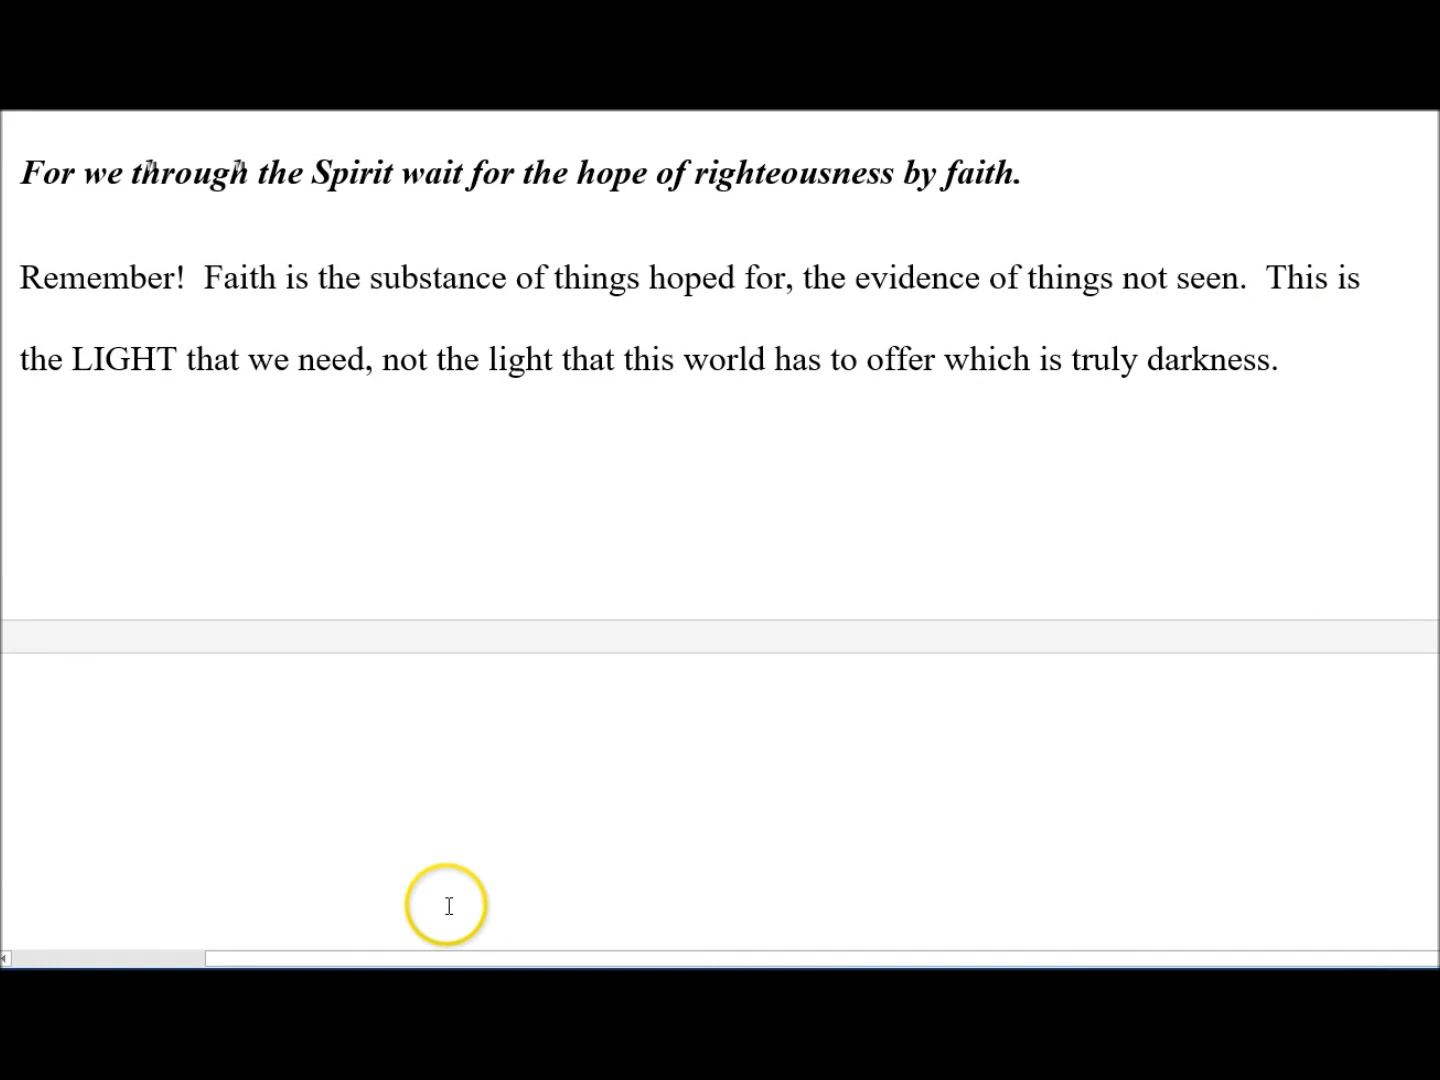 For we through the Spirit wait for the hope of righteousness by faith.
Remember!  Faith is the substance of things hoped for, the evidence of things not seen.  This is
the LIGHT that we need, not the light that this world has to offer which is truly darkness.